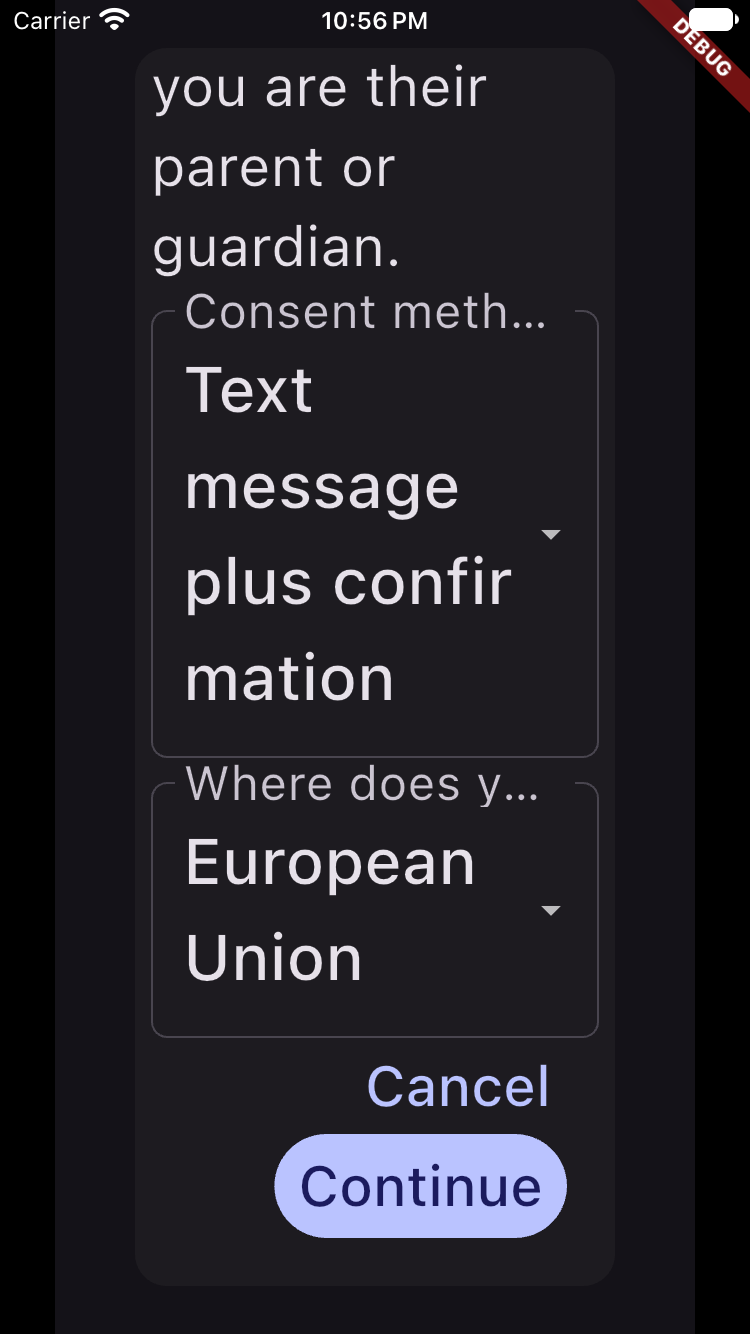 Carrier 10:56 PM
DEBUG
you are their
parent or
guardian.
Consent meth...
Text
message
plus confir
mation
Where does y...
European
Union
Cancel
Continue